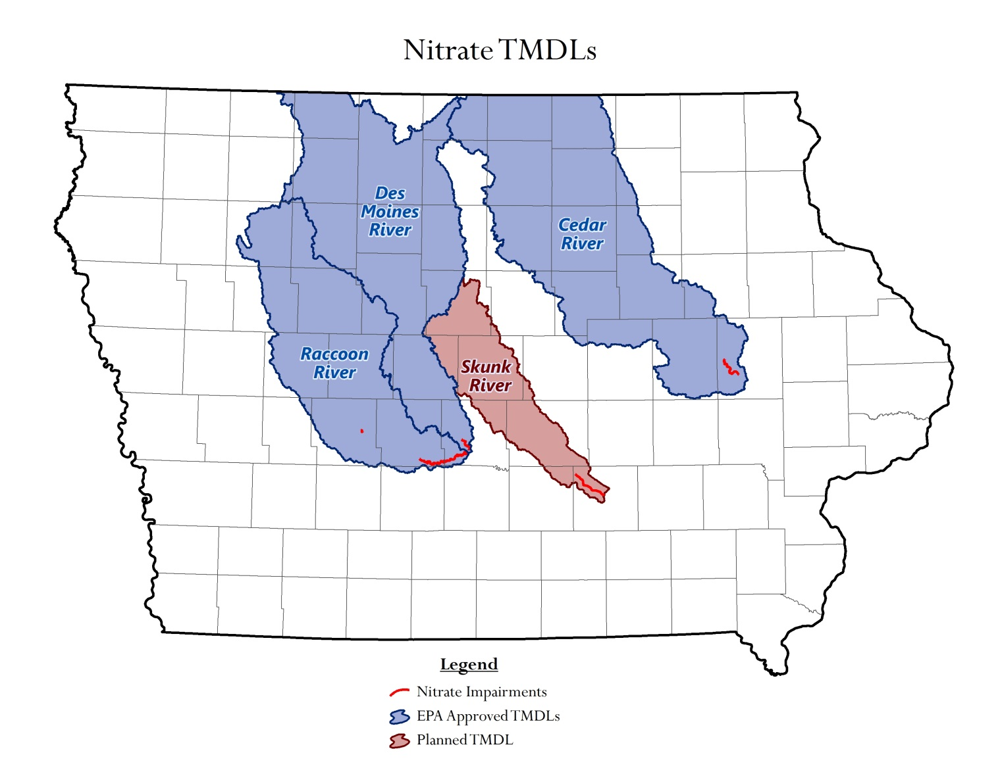 Nitrate TMDLs
Des
Moines
River
Cedar
River
Raccoon
River
Skunk
River
Legend
Nitrate Impairments
EPA Approved TMDLs
Planned TMDL